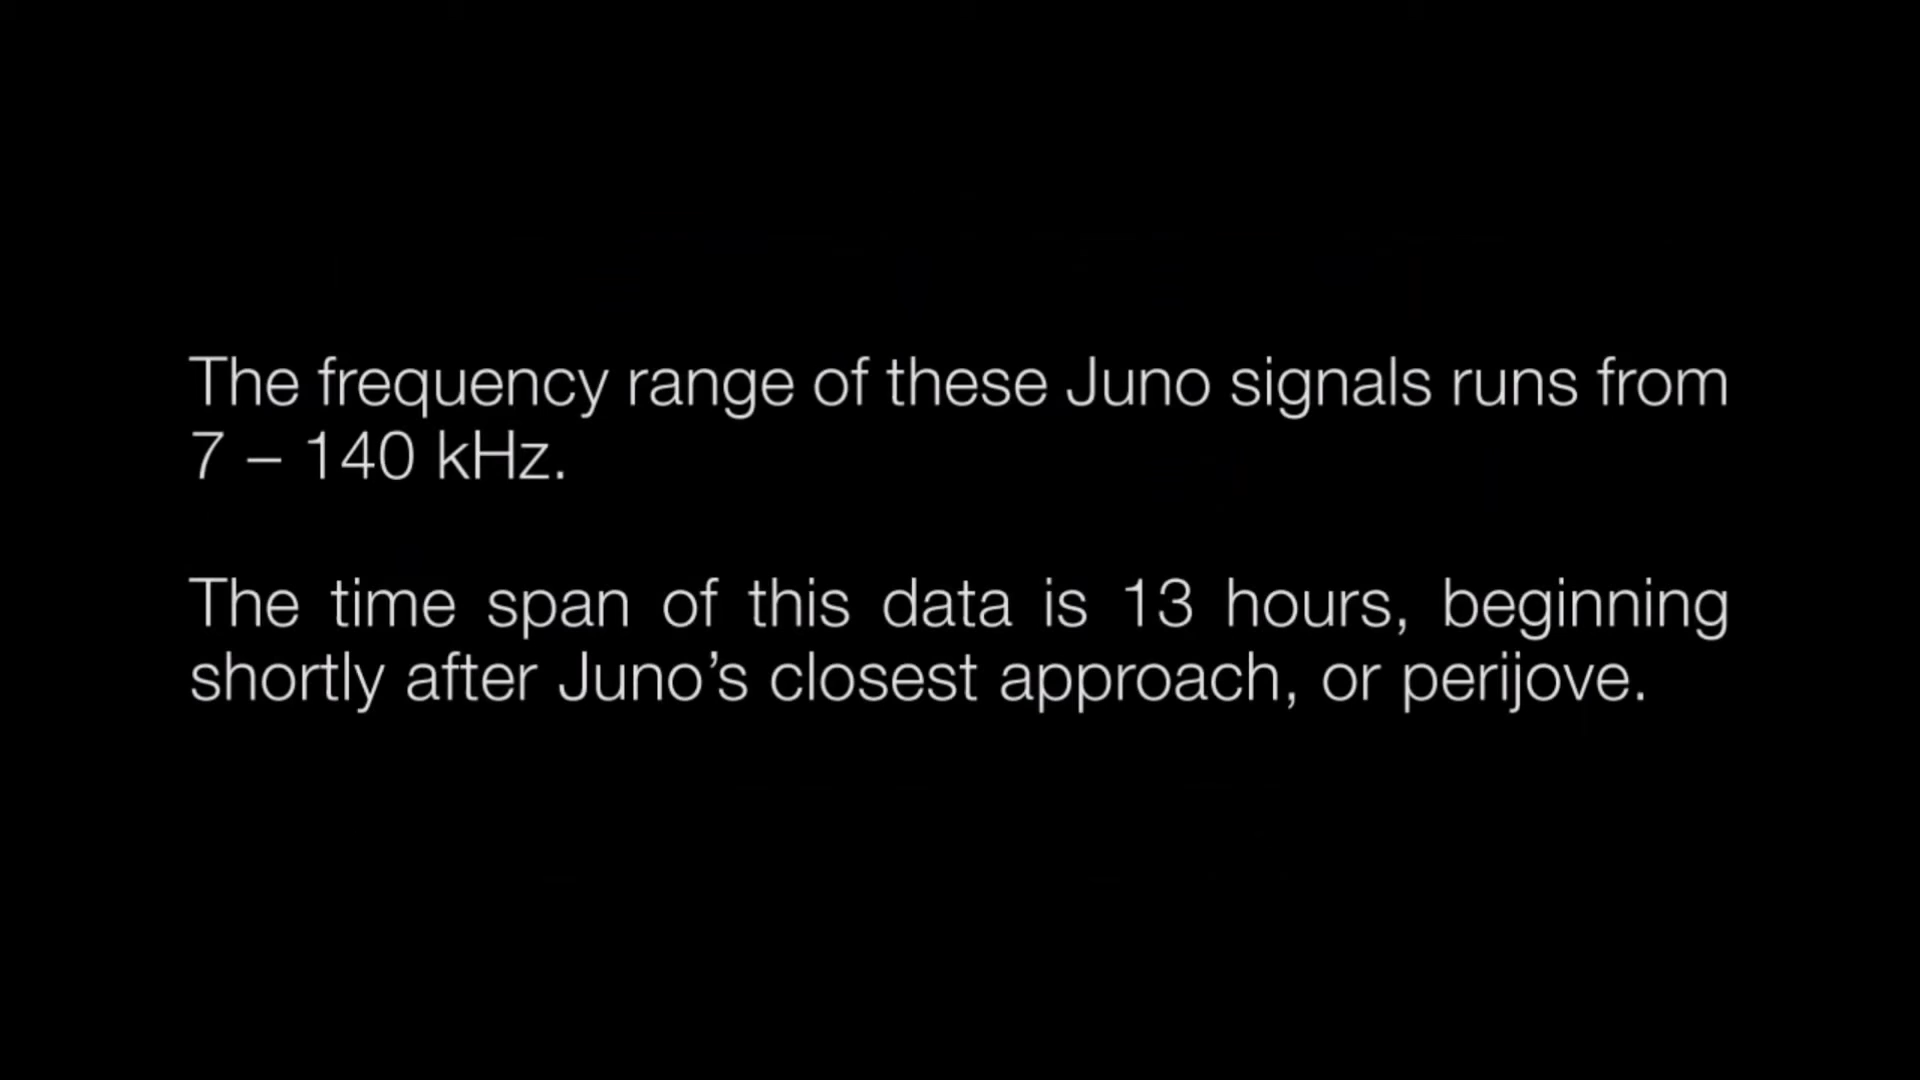 The frequency range of these Juno signals runs from
7 – 140 kHz.
The time span of this data is 13 hours, beginning
shortly after Juno’s closest approach, or perijove.